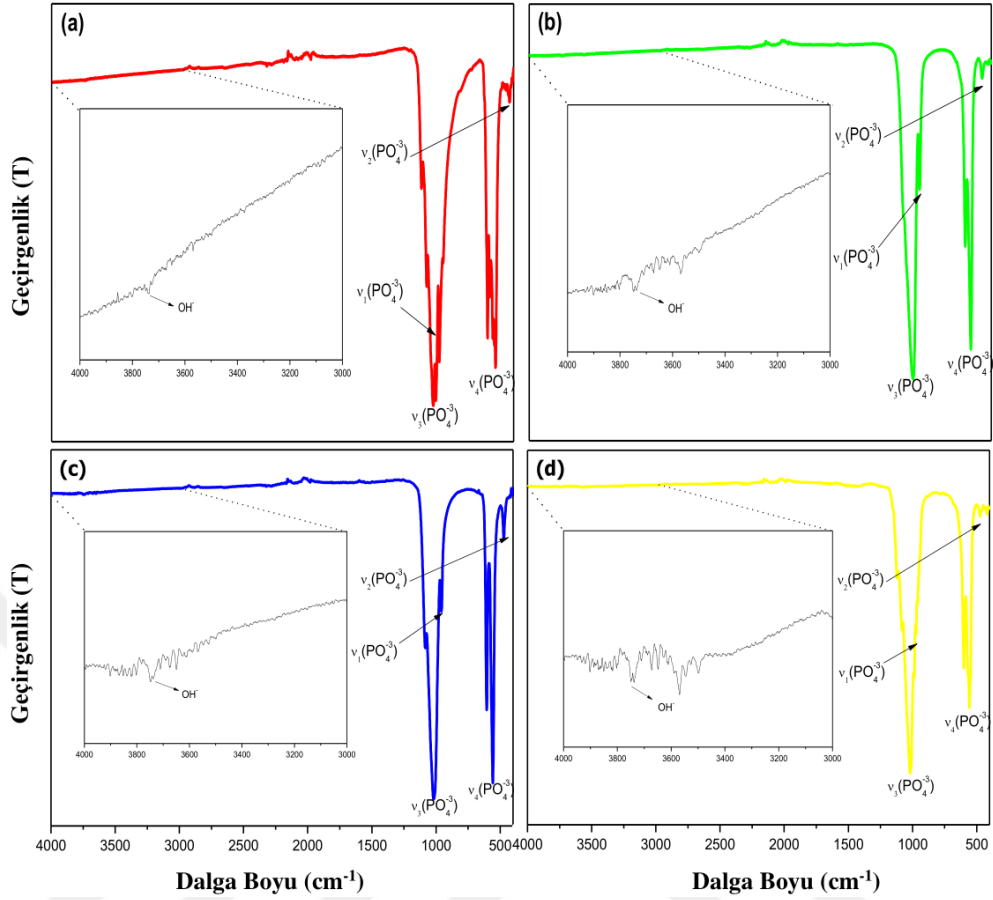 (a)
ν₂(PO₄⁻³)
ν₁(PO₄⁻³)
OH⁻
4000 3800 3600 3400 3200 3000
ν₄(PO₄⁻³)
ν₃(PO₄⁻³)
Geçirgenlik (T)
(b)
ν₂(PO₄⁻³)
ν₁(PO₄⁻³)
OH⁻
4000 3800 3600 3400 3200 3000
ν₄(PO₄⁻³)
ν₃(PO₄⁻³)
(c)
ν₂(PO₄⁻³)
ν₁(PO₄⁻³)
OH⁻
4000 3800 3600 3400 3200 3000
ν₄(PO₄⁻³)
ν₃(PO₄⁻³)
Geçirgenlik (T)
4000 3500 3000 2500 2000 1500 1000 500
Dalga Boyu (cm⁻¹)
(d)
ν₂(PO₄⁻³)
ν₁(PO₄⁻³)
OH⁻
4000 3800 3600 3400 3200 3000
ν₄(PO₄⁻³)
ν₃(PO₄⁻³)
4000 3500 3000 2500 2000 1500 1000 500
Dalga Boyu (cm⁻¹)